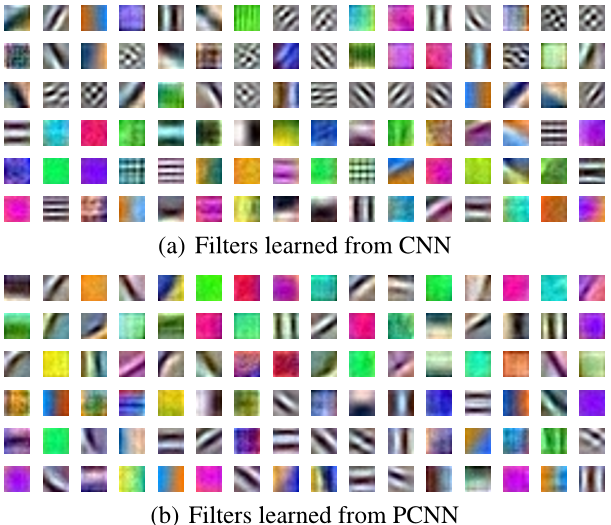 (a) Filters learned from CNN
(b) Filters learned from PCNN